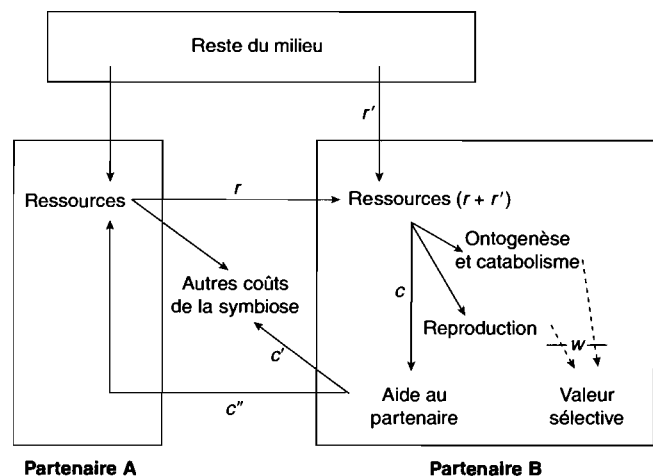 Reste du milieu
r'
Ressources
r
Ressources (r + r')
Ontogenèse
et catabolisme
Autres coûts
de la symbiose
c
Reproduction
w
c'
Aide au
partenaire
Valeur
sélective
c"
Partenaire A
Partenaire B